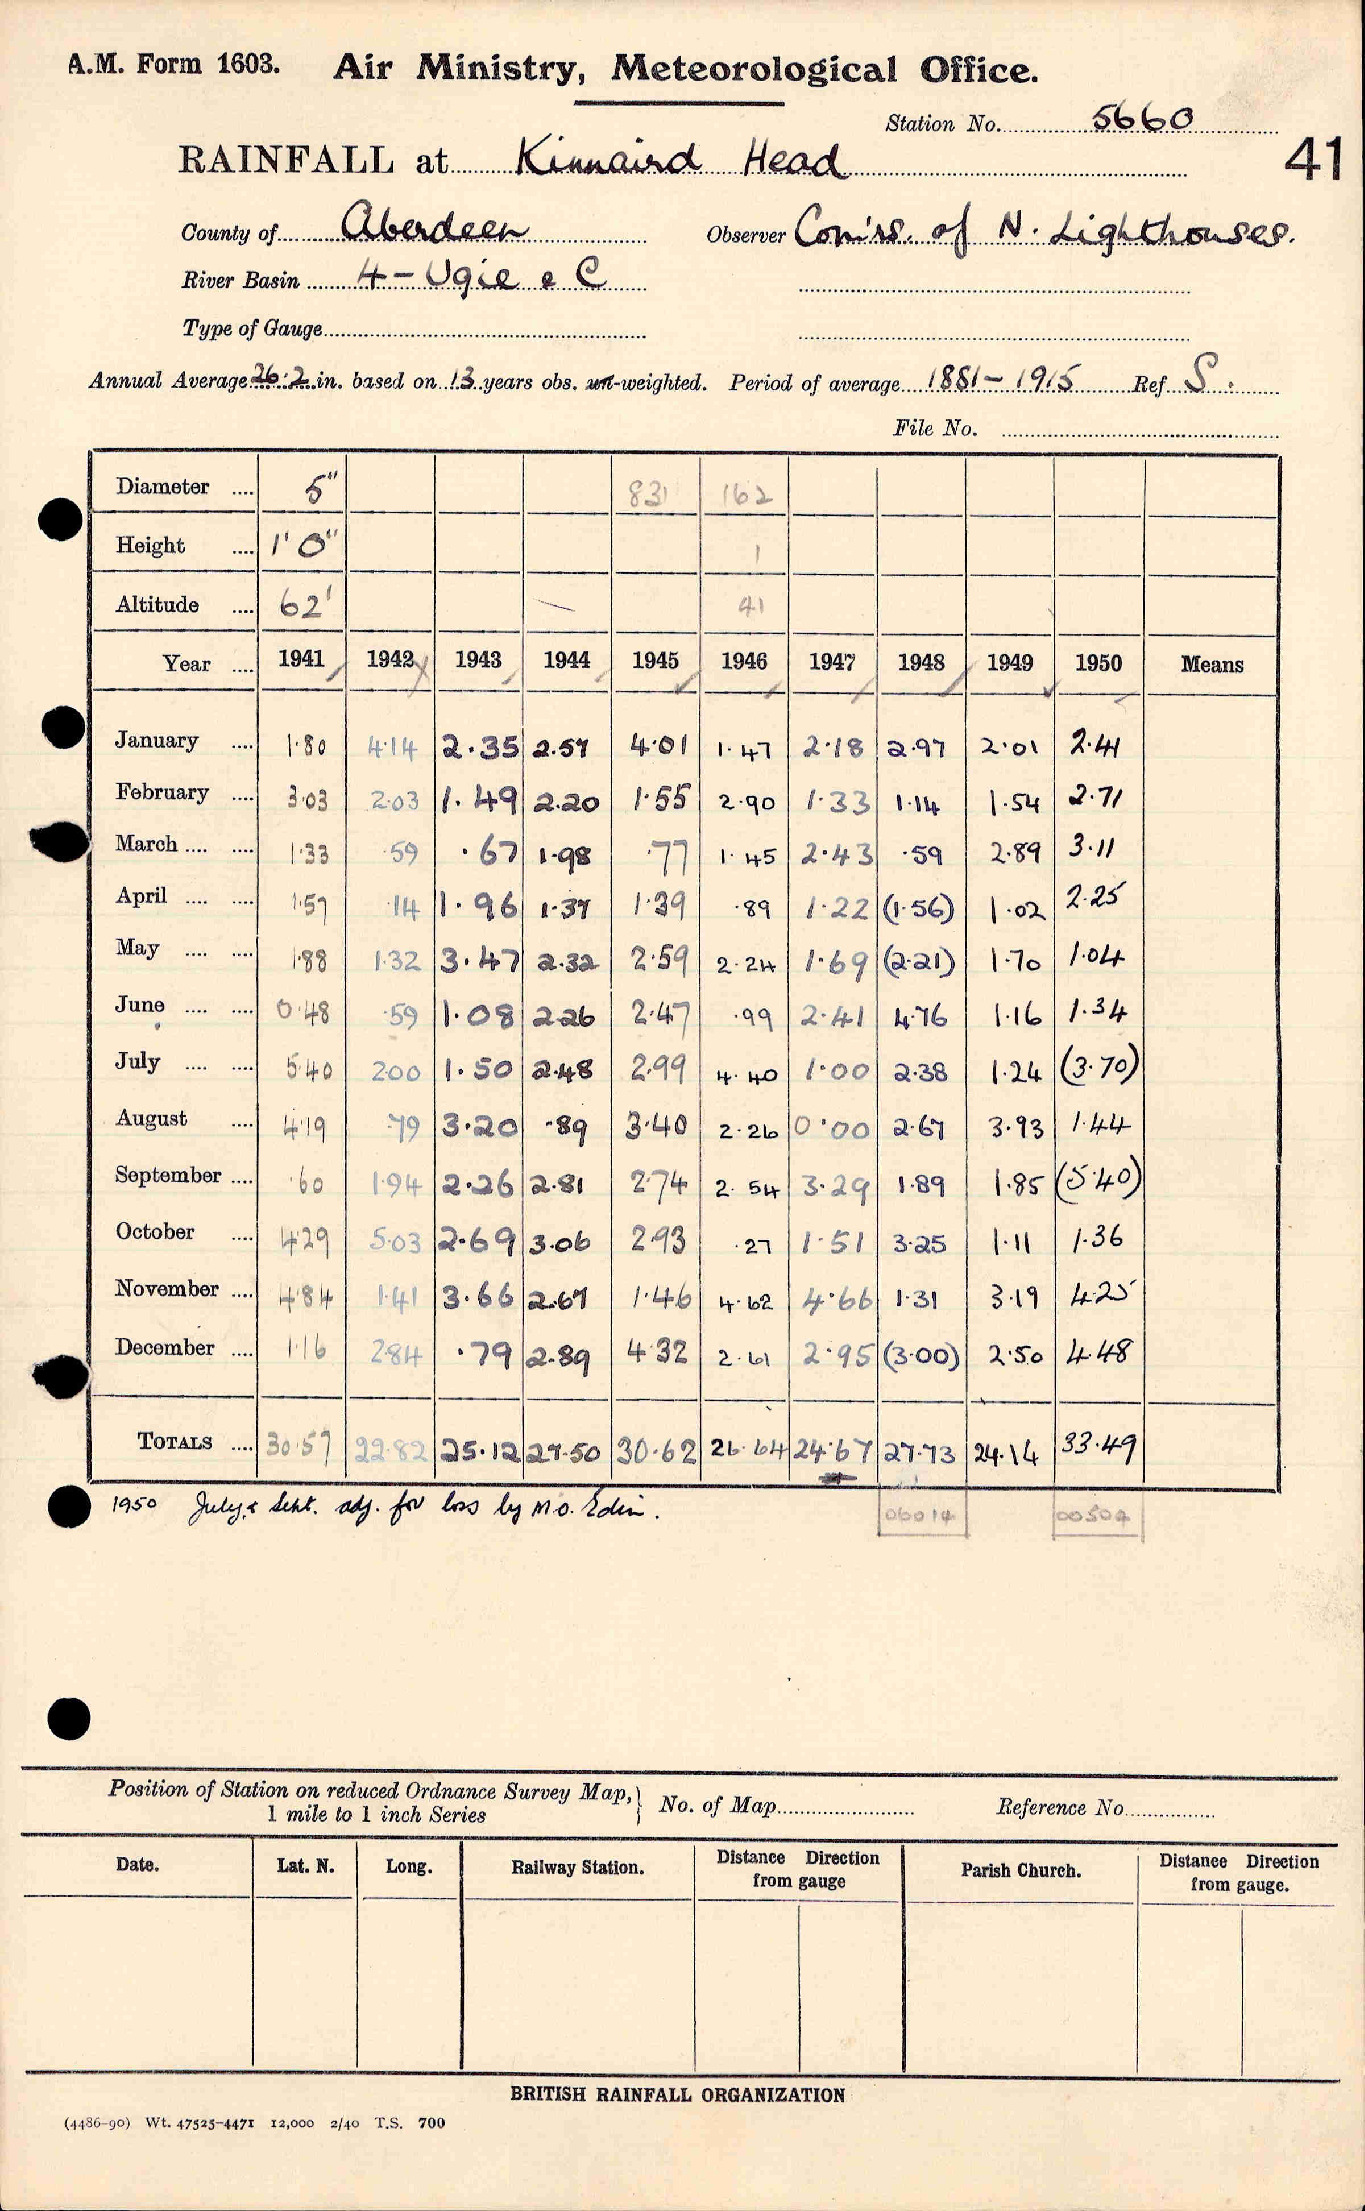 A.M. Form 1603. Air Ministry, Meteorological Office.
Station No. 5660
RAINFALL at Kinnaird Head 41
County of Aberdeen Observer Com'rs. of N. Lighthouses.
River Basin 4 - Ugie & C
Type of Gauge
Annual Average 26.2 in. based on 13 years obs. un-weighted. Period of average 1881-1915 Ref S.
File No.
Diameter .... 5" 831 162
Height .... 1' 0" 1
Altitude .... 62' 41
Year .... 1941 1942 1943 1944 1945 1946 1947 1948 1949 1950 Means
January .... 1.80 4.14 2.35 2.57 4.01 1.47 2.18 2.97 2.01 2.41
February .... 3.03 2.03 1.49 2.20 1.55 2.90 1.33 1.14 1.54 2.71
March .... .... 1.33 .59 .67 1.98 .77 1.45 2.43 .59 2.89 3.11
April .... .... 1.57 .14 1.96 1.37 1.39 .89 1.22 (1.56) 1.02 2.25
May .... .... 1.88 1.32 3.47 2.32 2.59 2.24 1.69 (2.21) 1.70 1.04
June .... .... 0.48 .59 1.08 2.26 2.47 .99 2.41 4.76 1.16 1.34
July .... .... 5.40 2.00 1.50 2.48 2.99 4.40 1.00 2.38 1.24 (3.70)
August .... 4.19 .79 3.20 .89 3.40 2.26 0.00 2.67 3.93 1.44
September .... .60 1.94 2.26 2.81 2.74 2.54 3.29 1.89 1.85 (5.40)
October .... 4.29 5.03 2.69 3.06 2.93 .27 1.51 3.25 1.11 1.36
November .... 4.84 1.41 3.66 2.67 1.46 4.62 4.66 1.31 3.19 4.25
December .... 1.16 2.84 .79 2.89 4.32 2.61 2.95 (3.00) 2.50 4.48
TOTALS .... 30.57 22.82 25.12 27.50 30.62 26.64 24.67 27.73 24.14 33.49
1950 July & Sept. adj. for loss by M.O. Edin.
06014 00504
Position of Station on reduced Ordnance Survey Map, } No. of Map Reference No.
1 mile to 1 inch Series
Date. Lat. N. Long. Railway Station. Distance from gauge Direction Parish Church. Distance Direction from gauge.
BRITISH RAINFALL ORGANIZATION
(4486-90) Wt. 47525-4471 12,000 2/40 T.S. 700